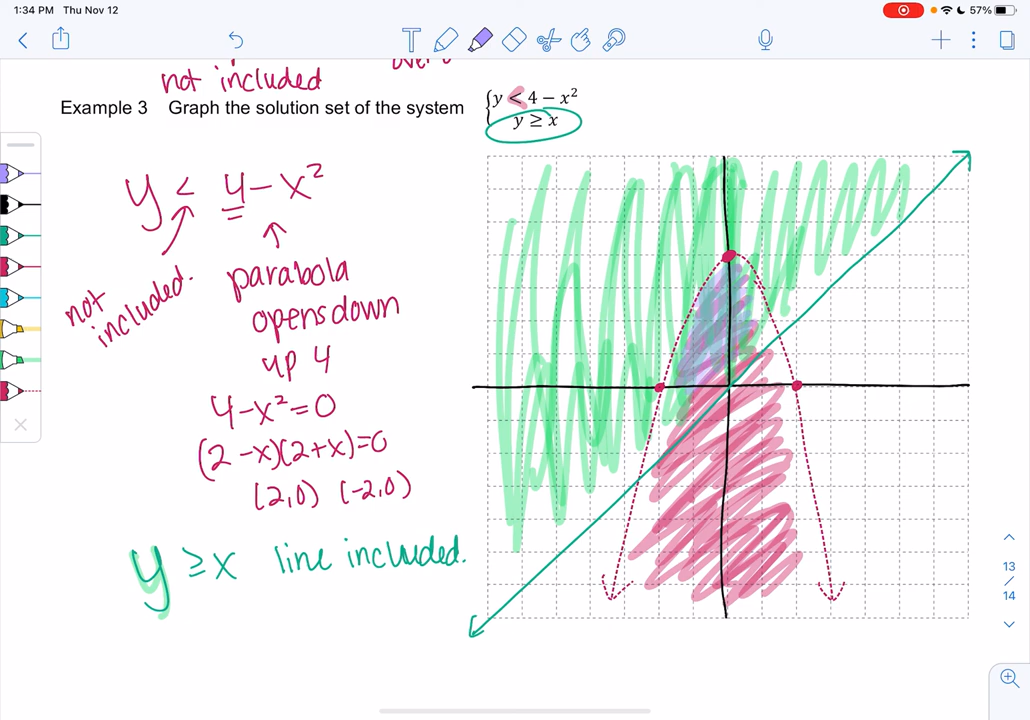 1:34 PM Thu Nov 12
57%
not included
Example 3 Graph the solution set of the system
{y < 4 − x²
y ≥ x
y < 4 − x²
not included.
parabola
opens down
up 4
4-x²=0
(2-x)(2+x)=0
(2,0) (-2,0)
y ≥ x line included.
13
/
14